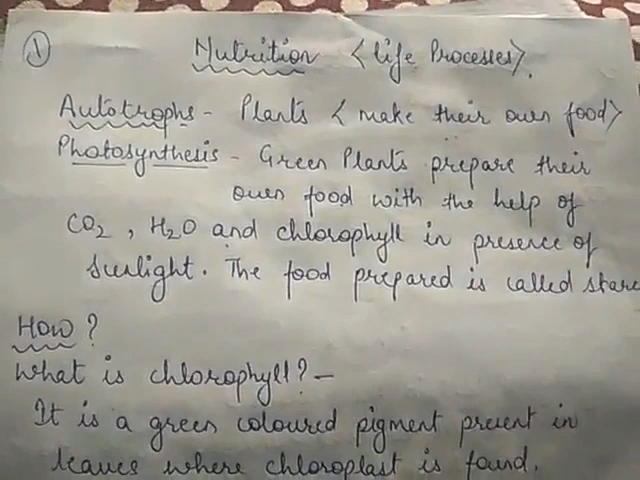 1
Nutrition <life Processes>.
Autotrophs - Plants <make their own food>
Photosynthesis - Green Plants prepare their
own food with the help of
CO2, H2O and chlorophyll in presence of
Sunlight. The food prepared is called starc
How?
What is chlorophyll? -
It is a green coloured pigment present in
leaves where chloroplast is found.